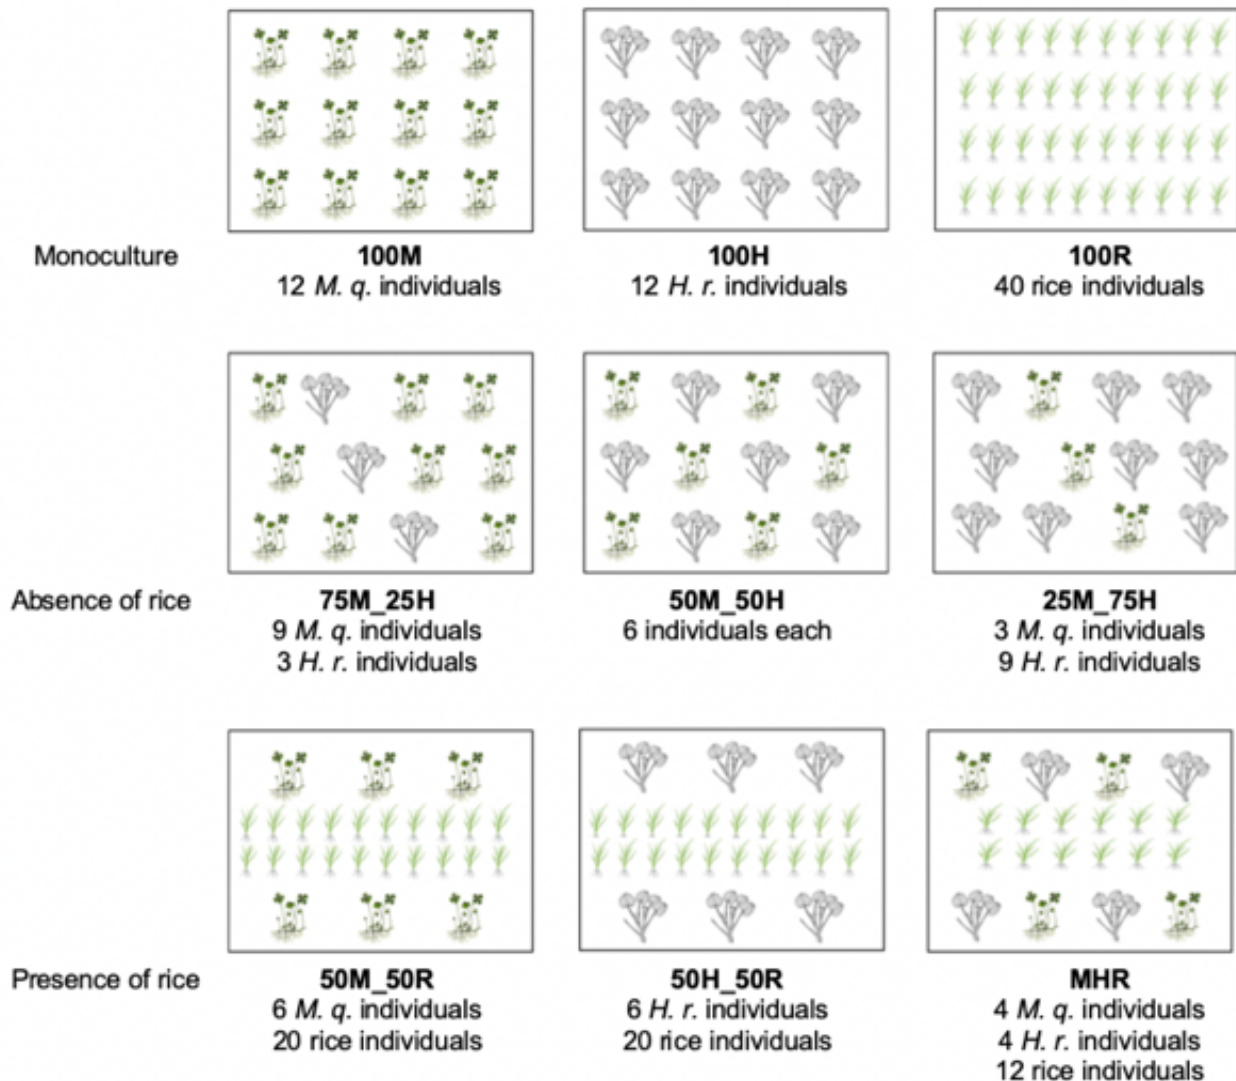 Monoculture
100M
12 M. q. individuals
100H
12 H. r. individuals
100R
40 rice individuals
Absence of rice
75M_25H
9 M. q. individuals
3 H. r. individuals
50M_50H
6 individuals each
25M_75H
3 M. q. individuals
9 H. r. individuals
Presence of rice
50M_50R
6 M. q. individuals
20 rice individuals
50H_50R
6 H. r. individuals
20 rice individuals
MHR
4 M. q. individuals
4 H. r. individuals
12 rice individuals